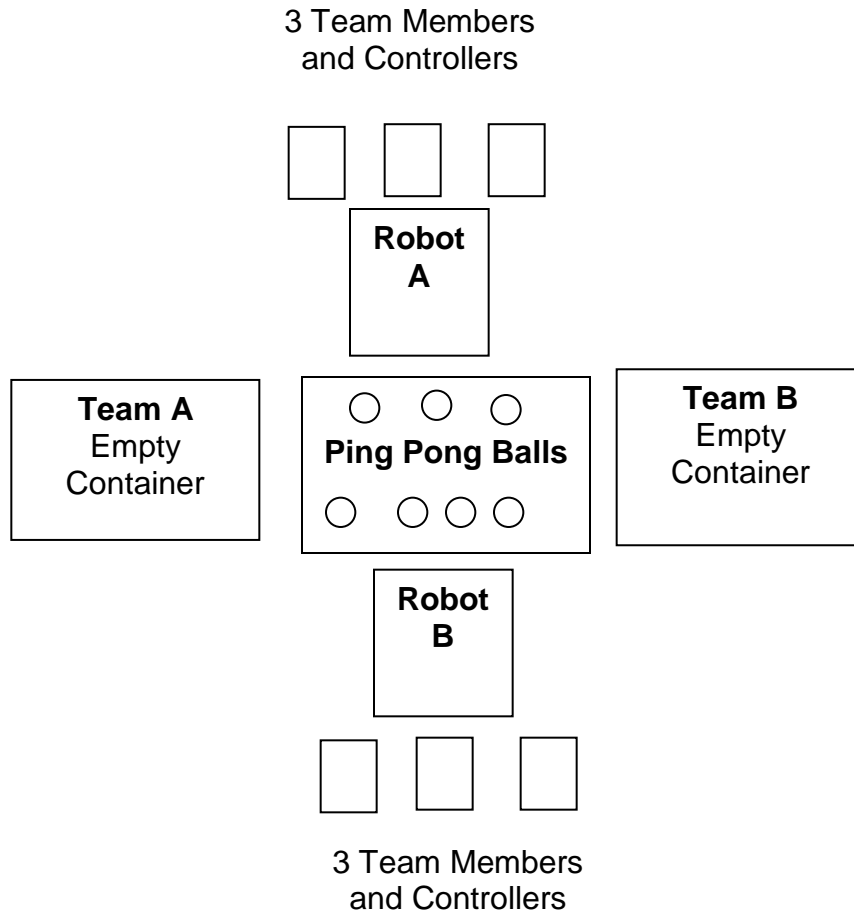 3 Team Members
and Controllers
Robot
A
Team A
Empty
Container
Ping Pong Balls
Team B
Empty
Container
Robot
B
3 Team Members
and Controllers